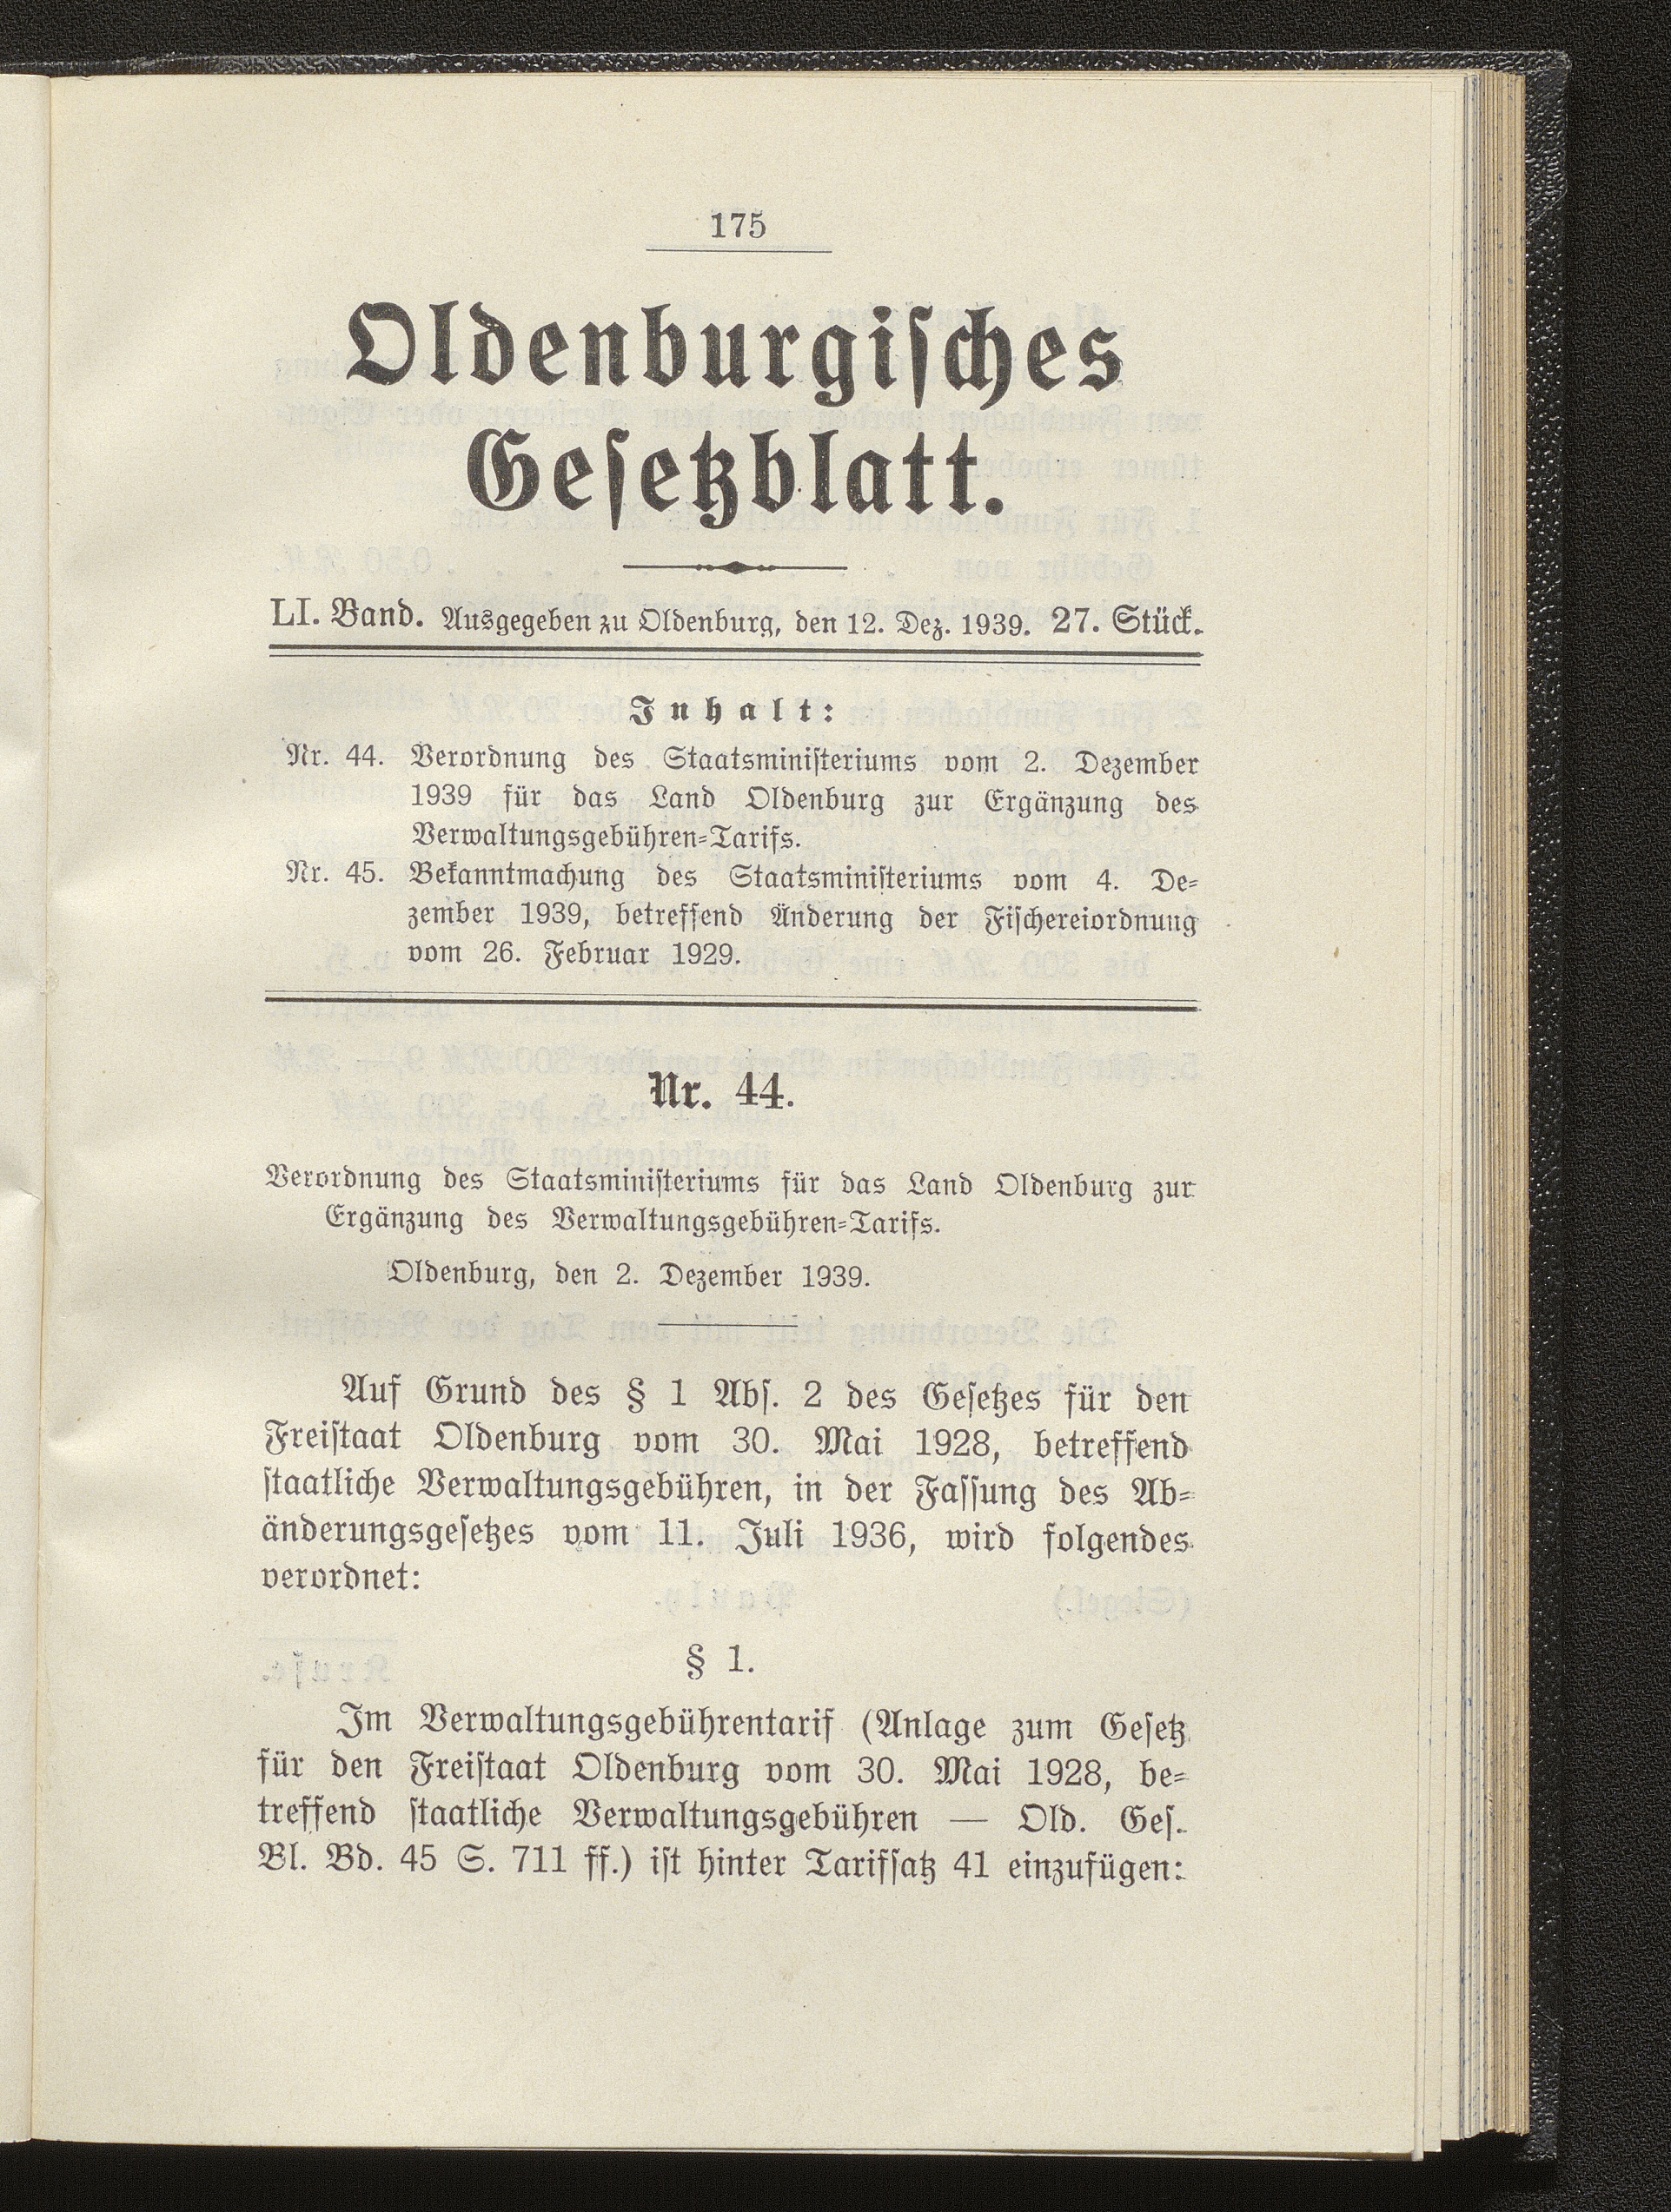 175
Oldenburgisches
Gesetzblatt.
LI. Band. Ausgegeben zu Oldenburg, den 12. Dez. 1939. 27. Stück.
Inhalt:
Nr. 44. Verordnung des Staatsministeriums vom 2. Dezember
1939 für das Land Oldenburg zur Ergänzung des
Verwaltungsgebühren=Tarifs.
Nr. 45. Bekanntmachung des Staatsministeriums vom 4. De=
zember 1939, betreffend Änderung der Fischereiordnung
vom 26. Februar 1929.
Nr. 44.
Verordnung des Staatsministeriums für das Land Oldenburg zur
Ergänzung des Verwaltungsgebühren=Tarifs.
Oldenburg, den 2. Dezember 1939.
Auf Grund des § 1 Abs. 2 des Gesetzes für den
Freistaat Oldenburg vom 30. Mai 1928, betreffend
staatliche Verwaltungsgebühren, in der Fassung des Ab=
änderungsgesetzes vom 11. Juli 1936, wird folgendes
verordnet:
§ 1.
Im Verwaltungsgebührentarif (Anlage zum Gesetz
für den Freistaat Oldenburg vom 30. Mai 1928, be=
treffend staatliche Verwaltungsgebühren — Old. Ges.
Bl. Bd. 45 S. 711 ff.) ist hinter Tarifsatz 41 einzufügen: